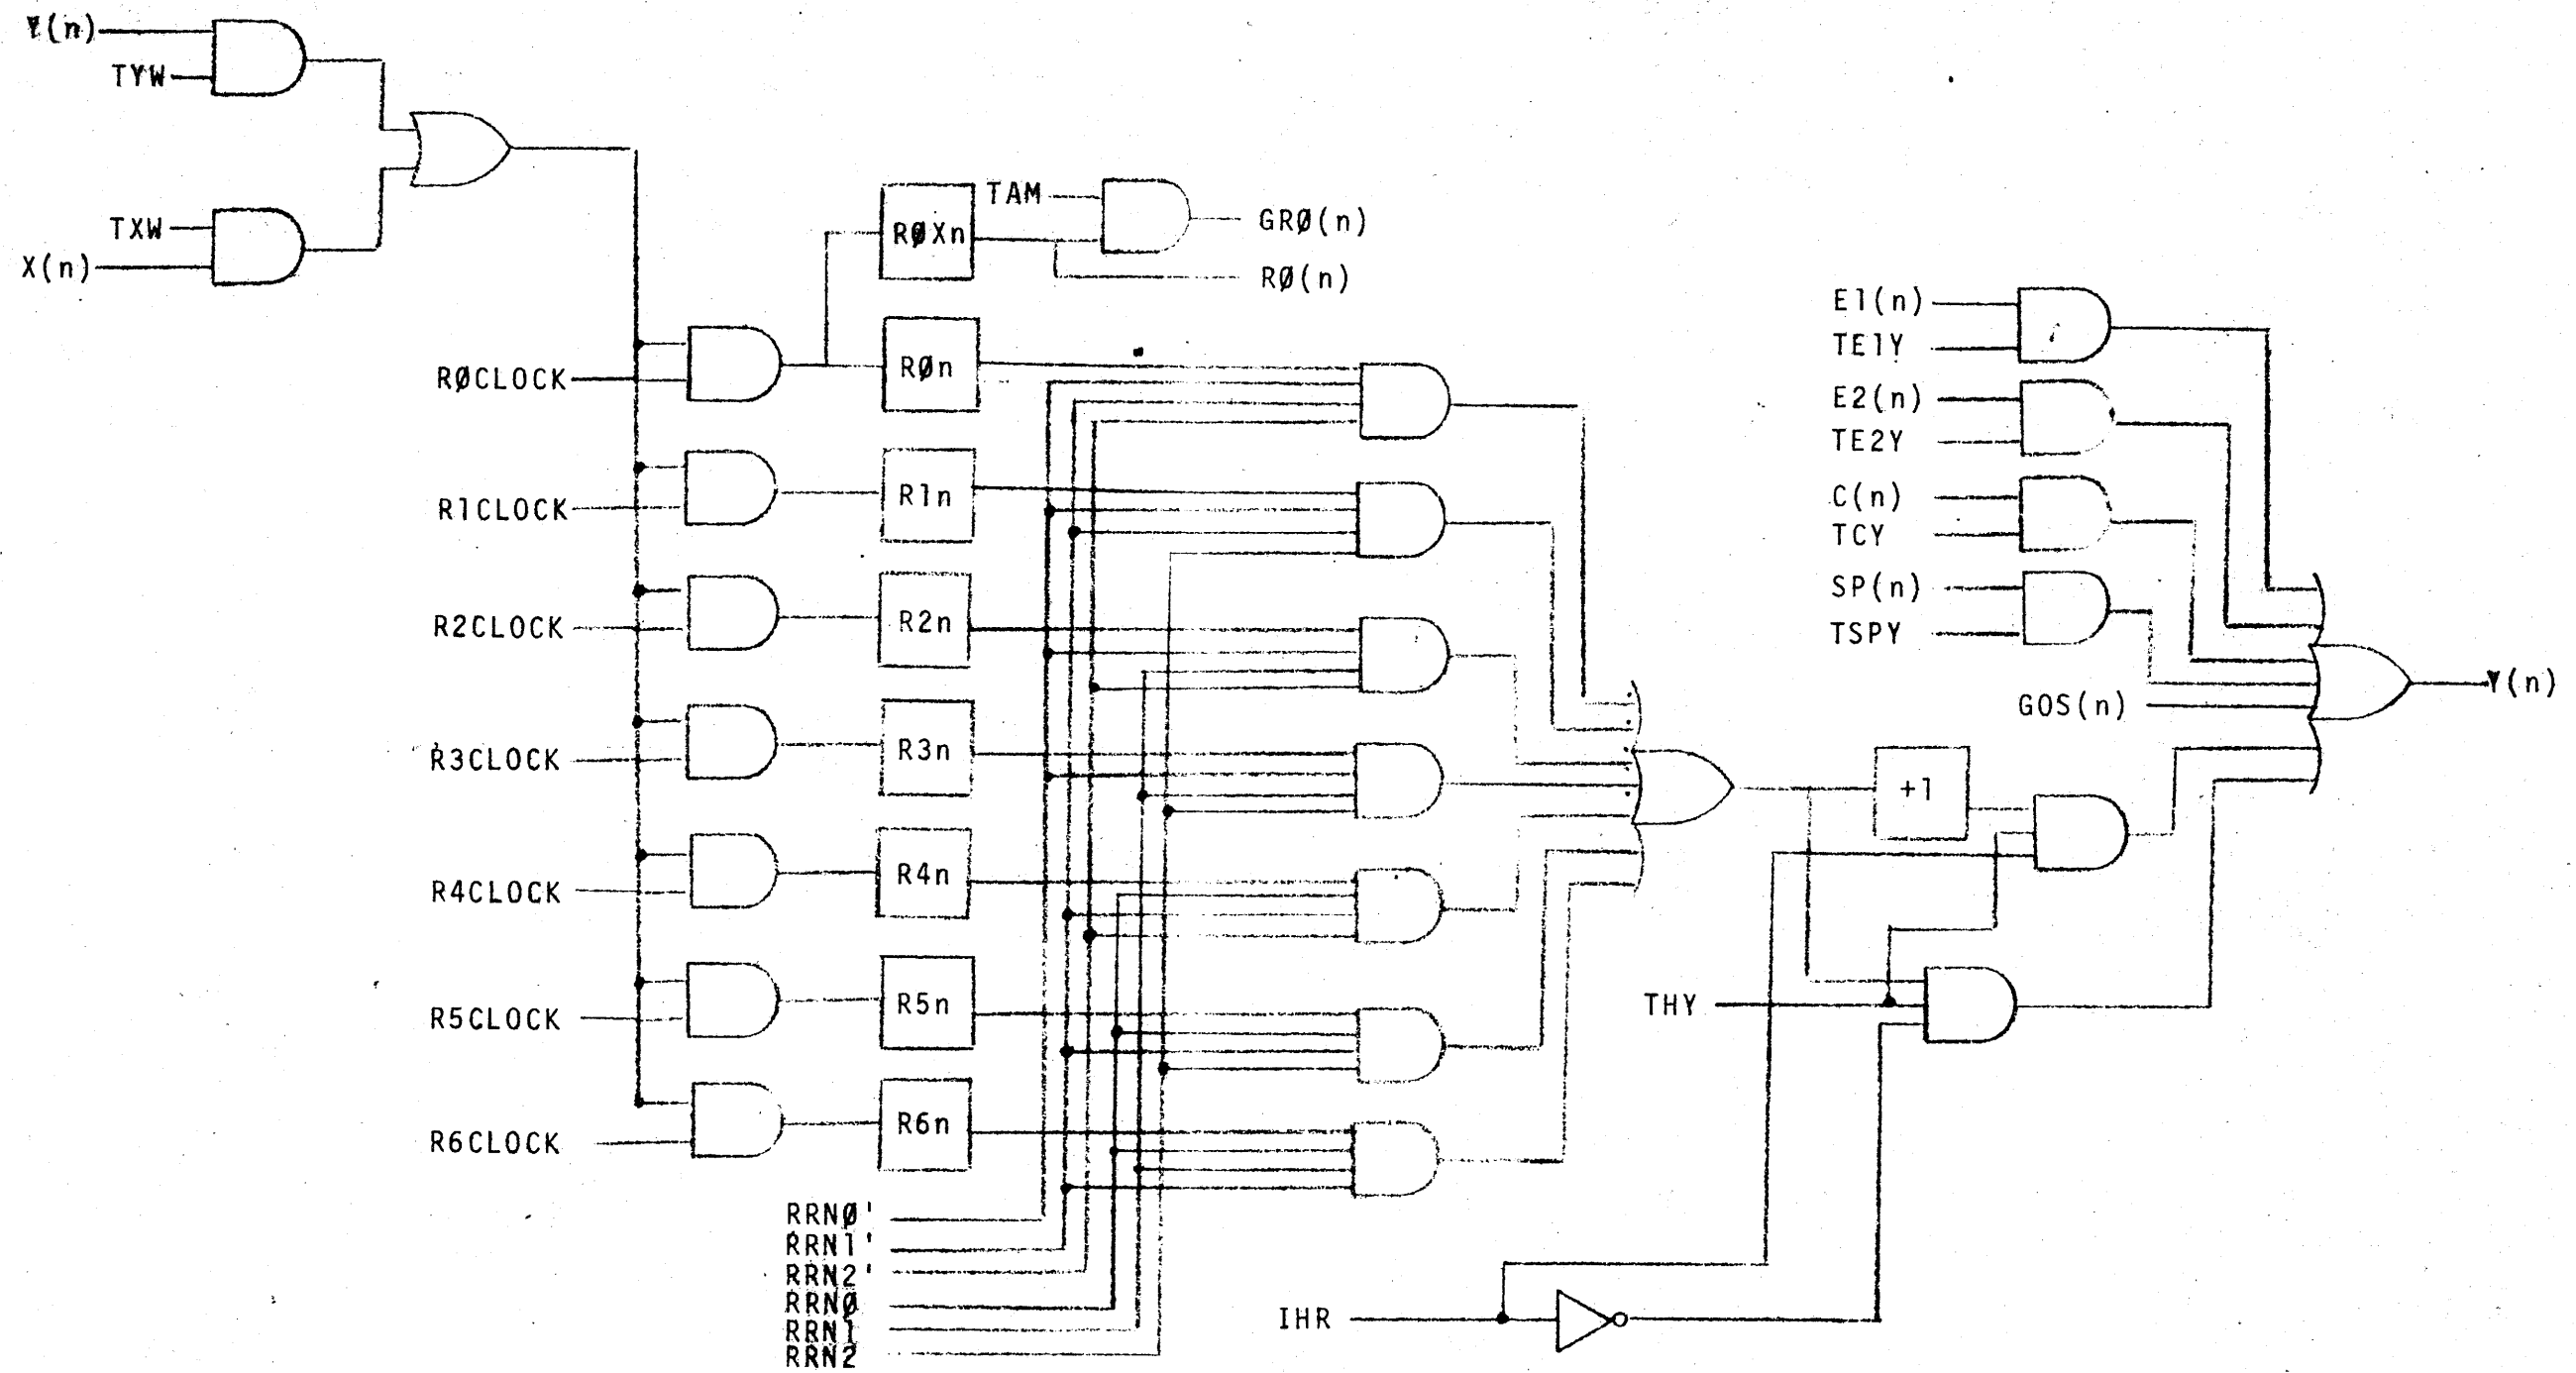 Y(n)
TYW
TXW
X(n)
TAM
RØXn
GRØ(n)
RØ(n)
RØCLOCK
RØn
R1CLOCK
R1n
R2CLOCK
R2n
R3CLOCK
R3n
R4CLOCK
R4n
R5CLOCK
R5n
R6CLOCK
R6n
RRNØ'
RRN1'
RRN2'
RRNØ
RRN1
RRN2
E1(n)
TE1Y
E2(n)
TE2Y
C(n)
TCY
SP(n)
TSPY
GOS(n)
Y(n)
+1
THY
IHR